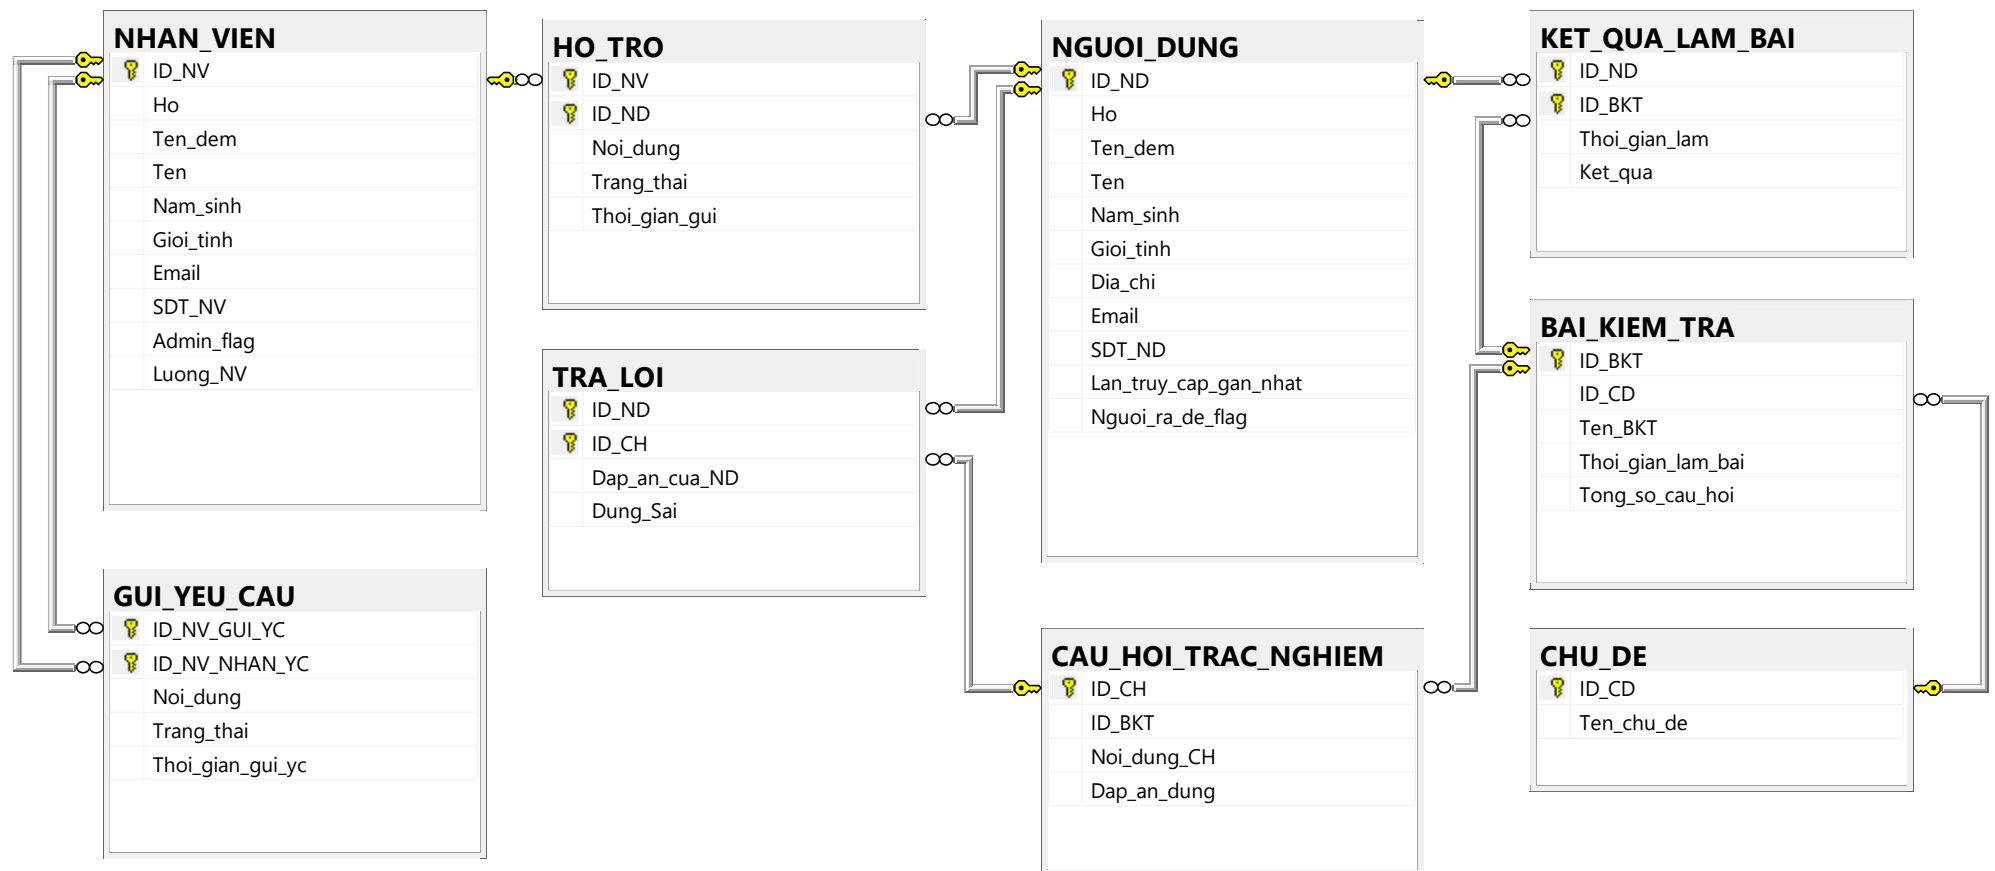 NHAN_VIEN
ID_NV
Ho
Ten_dem
Ten
Nam_sinh
Gioi_tinh
Email
SDT_NV
Admin_flag
Luong_NV
GUI_YEU_CAU
ID_NV_GUI_YC
ID_NV_NHAN_YC
Noi_dung
Trang_thai
Thoi_gian_gui_yc
HO_TRO
ID_NV
ID_ND
Noi_dung
Trang_thai
Thoi_gian_gui
TRA_LOI
ID_ND
ID_CH
Dap_an_cua_ND
Dung_Sai
NGUOI_DUNG
ID_ND
Ho
Ten_dem
Ten
Nam_sinh
Gioi_tinh
Dia_chi
Email
SDT_ND
Lan_truy_cap_gan_nhat
Nguoi_ra_de_flag
CAU_HOI_TRAC_NGHIEM
ID_CH
ID_BKT
Noi_dung_CH
Dap_an_dung
KET_QUA_LAM_BAI
ID_ND
ID_BKT
Thoi_gian_lam
Ket_qua
BAI_KIEM_TRA
ID_BKT
ID_CD
Ten_BKT
Thoi_gian_lam_bai
Tong_so_cau_hoi
CHU_DE
ID_CD
Ten_chu_de